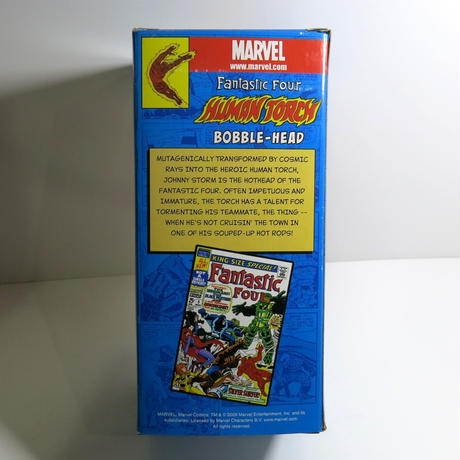 MARVEL
www.marvel.com
Fantastic Four
HUMAN TORCH
BOBBLE-HEAD
MUTAGENICALLY TRANSFORMED BY COSMIC
RAYS INTO THE HEROIC HUMAN TORCH,
JOHNNY STORM IS THE HOTHEAD OF THE
FANTASTIC FOUR. OFTEN IMPETUOUS AND
IMMATURE, THE TORCH HAS A TALENT FOR
TORMENTING HIS TEAMMATE, THE THING --
WHEN HE'S NOT CRUISIN' THE TOWN IN
ONE OF HIS SOUPED-UP HOT RODS!
KING-SIZE SPECIAL!
FANTASTIC
FOUR
SILVER SURFER!
MARVEL, Marvel Comics: TM & © 2009 Marvel Entertainment, Inc. and its
subsidiaries. Licensed by Marvel Characters B.V. www.marvel.com.
All rights reserved.